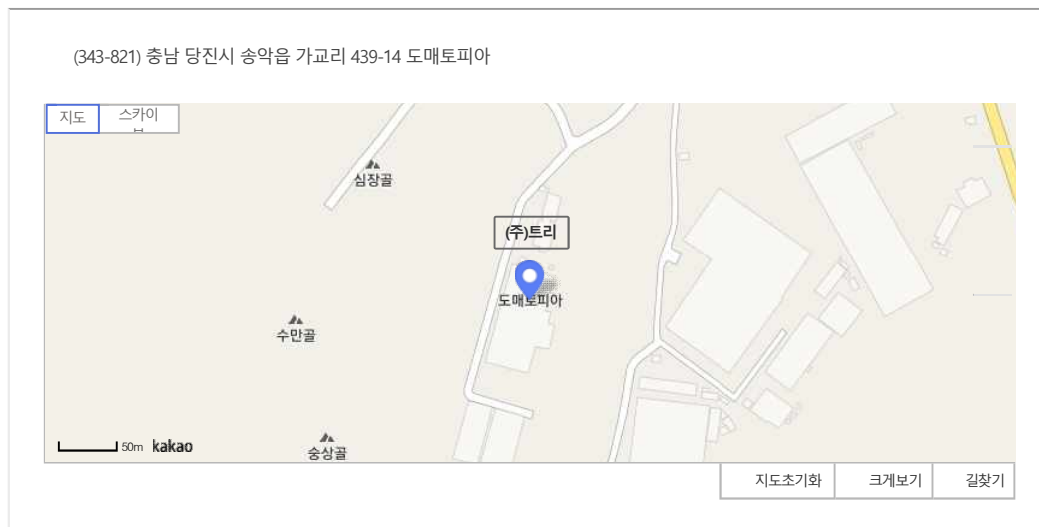 (343-821) 충남 당진시 송악읍 가교리 439-14 도매토피아
지도
스카이
심장골
(주)트리
도매토피아
수만골
50m kakao
숭상골
지도초기화
크게보기
길찾기